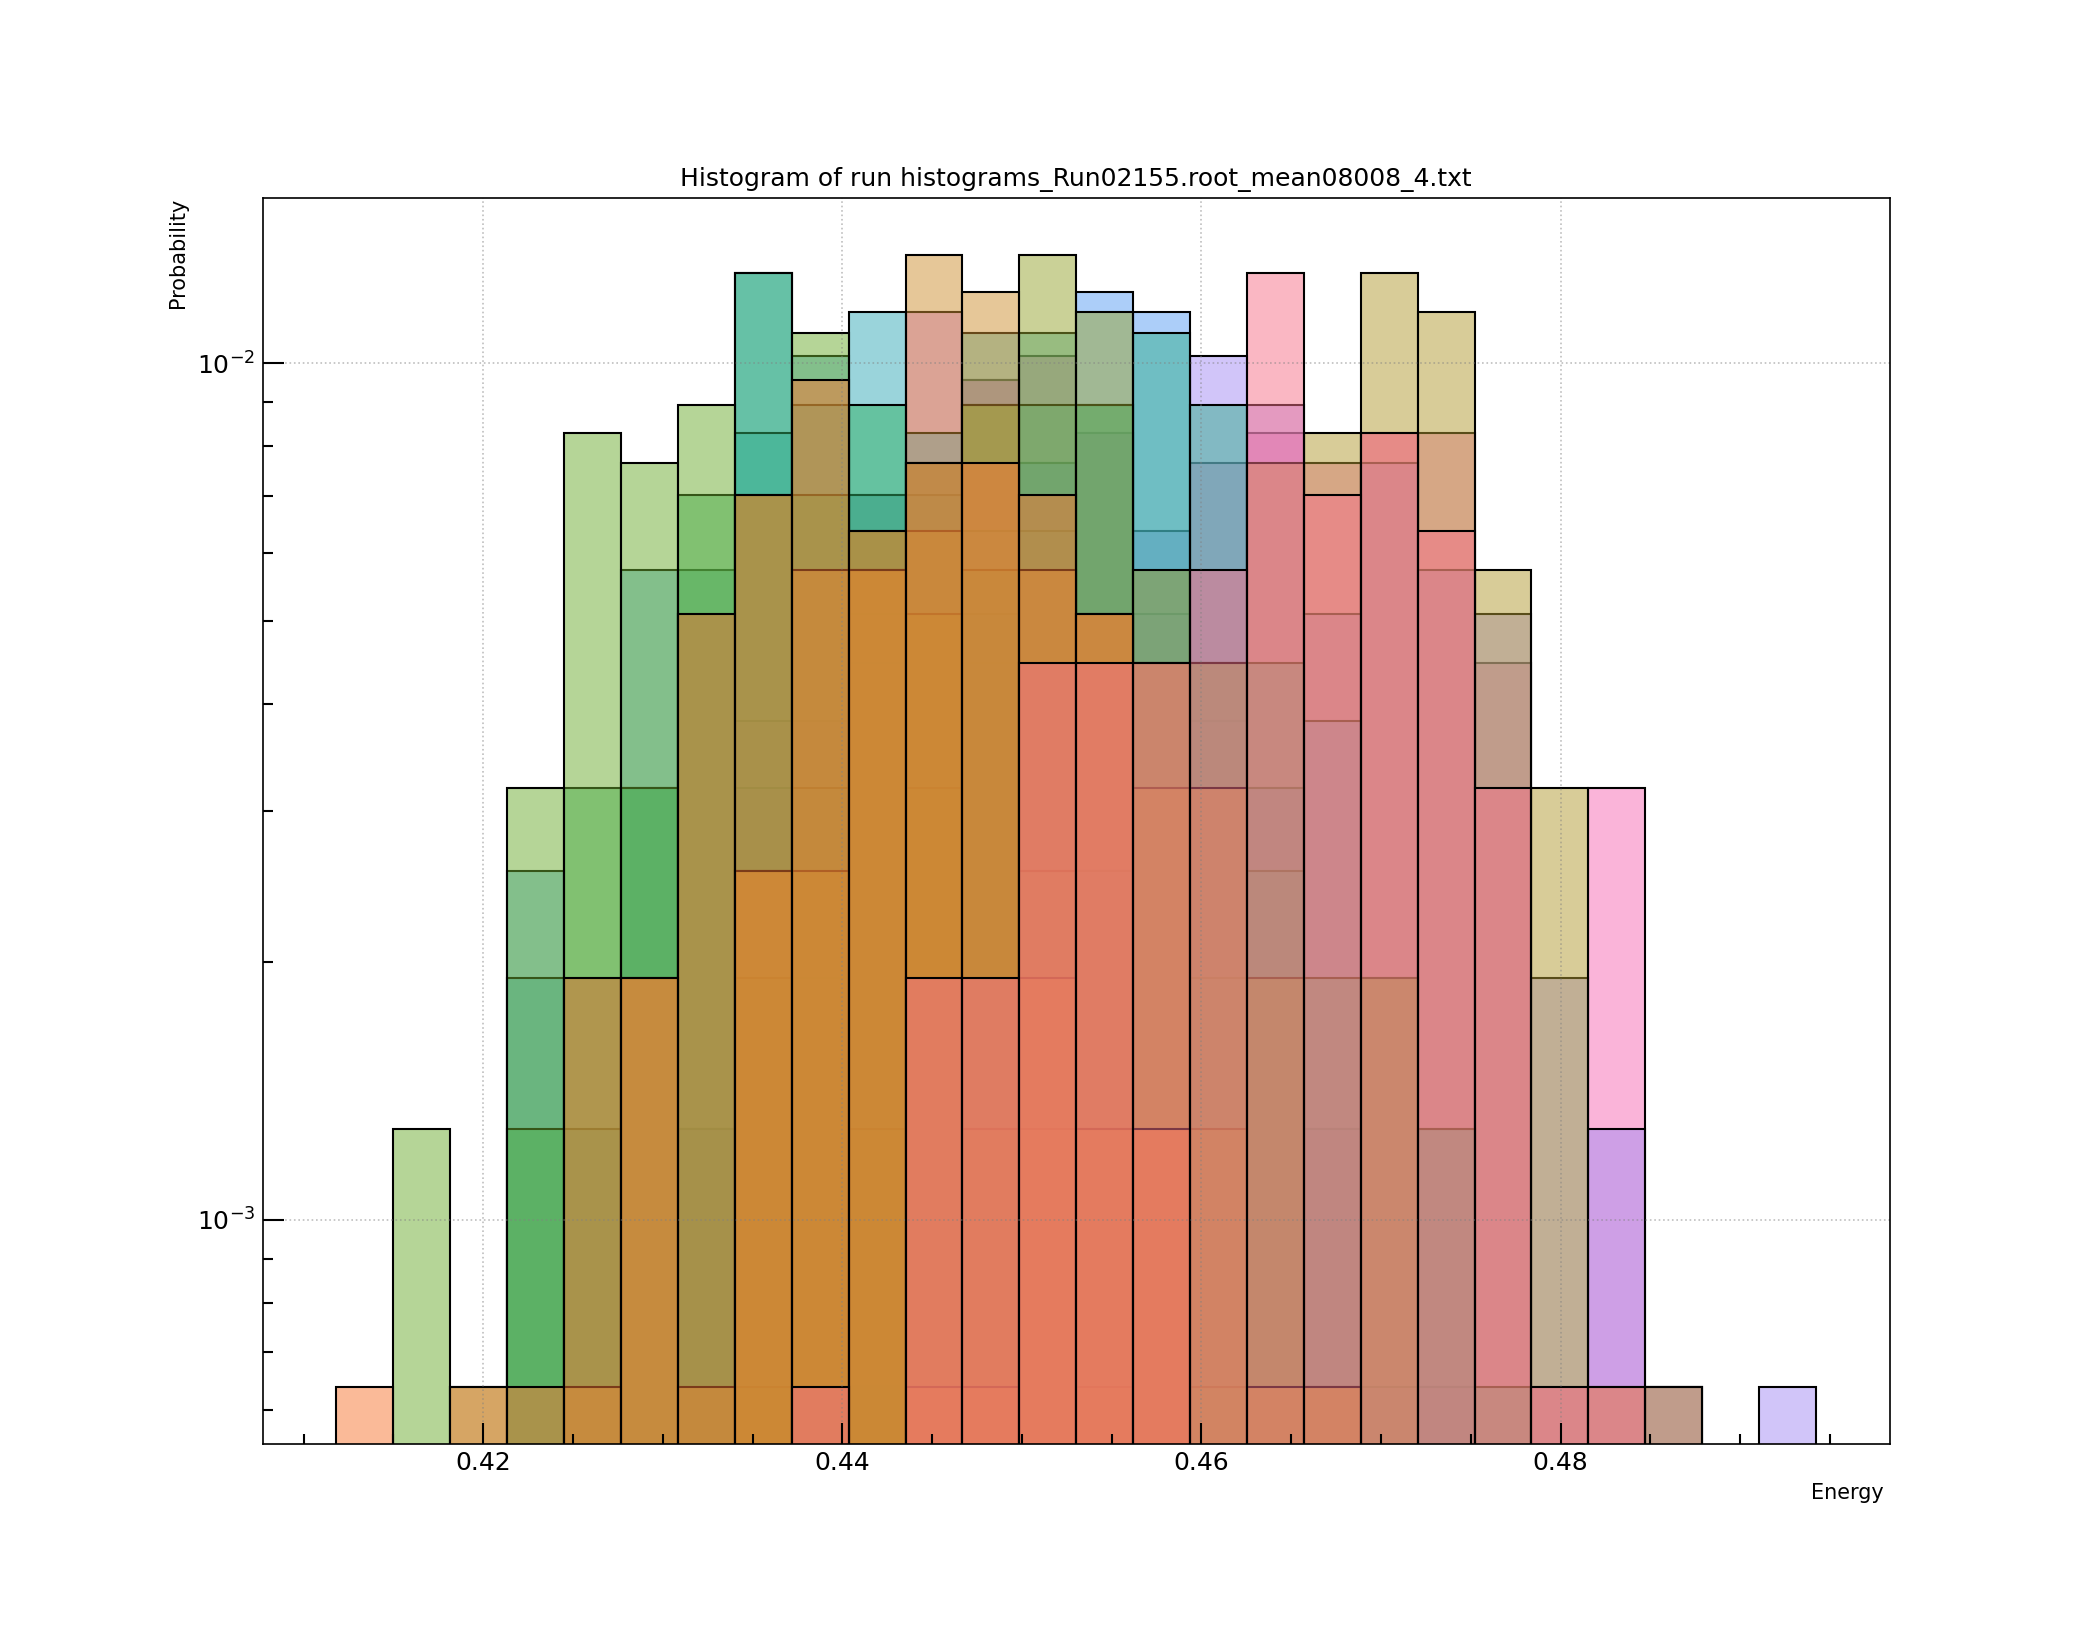 Histogram of run histograms_Run02155.root_mean08008_4.txt
Probability
10⁻²
10⁻³
0.42 0.44 0.46 0.48
Energy